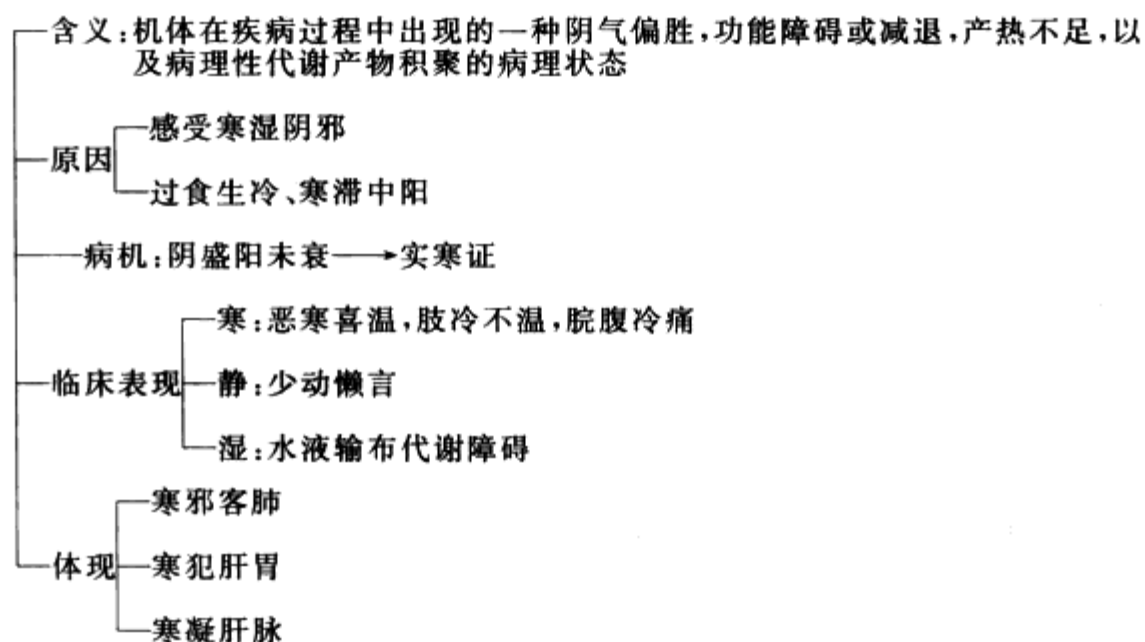 含义:机体在疾病过程中出现的一种阴气偏胜,功能障碍或减退,产热不足,以
及病理性代谢产物积聚的病理状态
感受寒湿阴邪
原因
过食生冷、寒滞中阳
病机:阴盛阳未衰→实寒证
寒:恶寒喜温,肢冷不温,脘腹冷痛
临床表现
静:少动懒言
湿:水液输布代谢障碍
寒邪客肺
体现
寒犯肝胃
寒凝肝脉